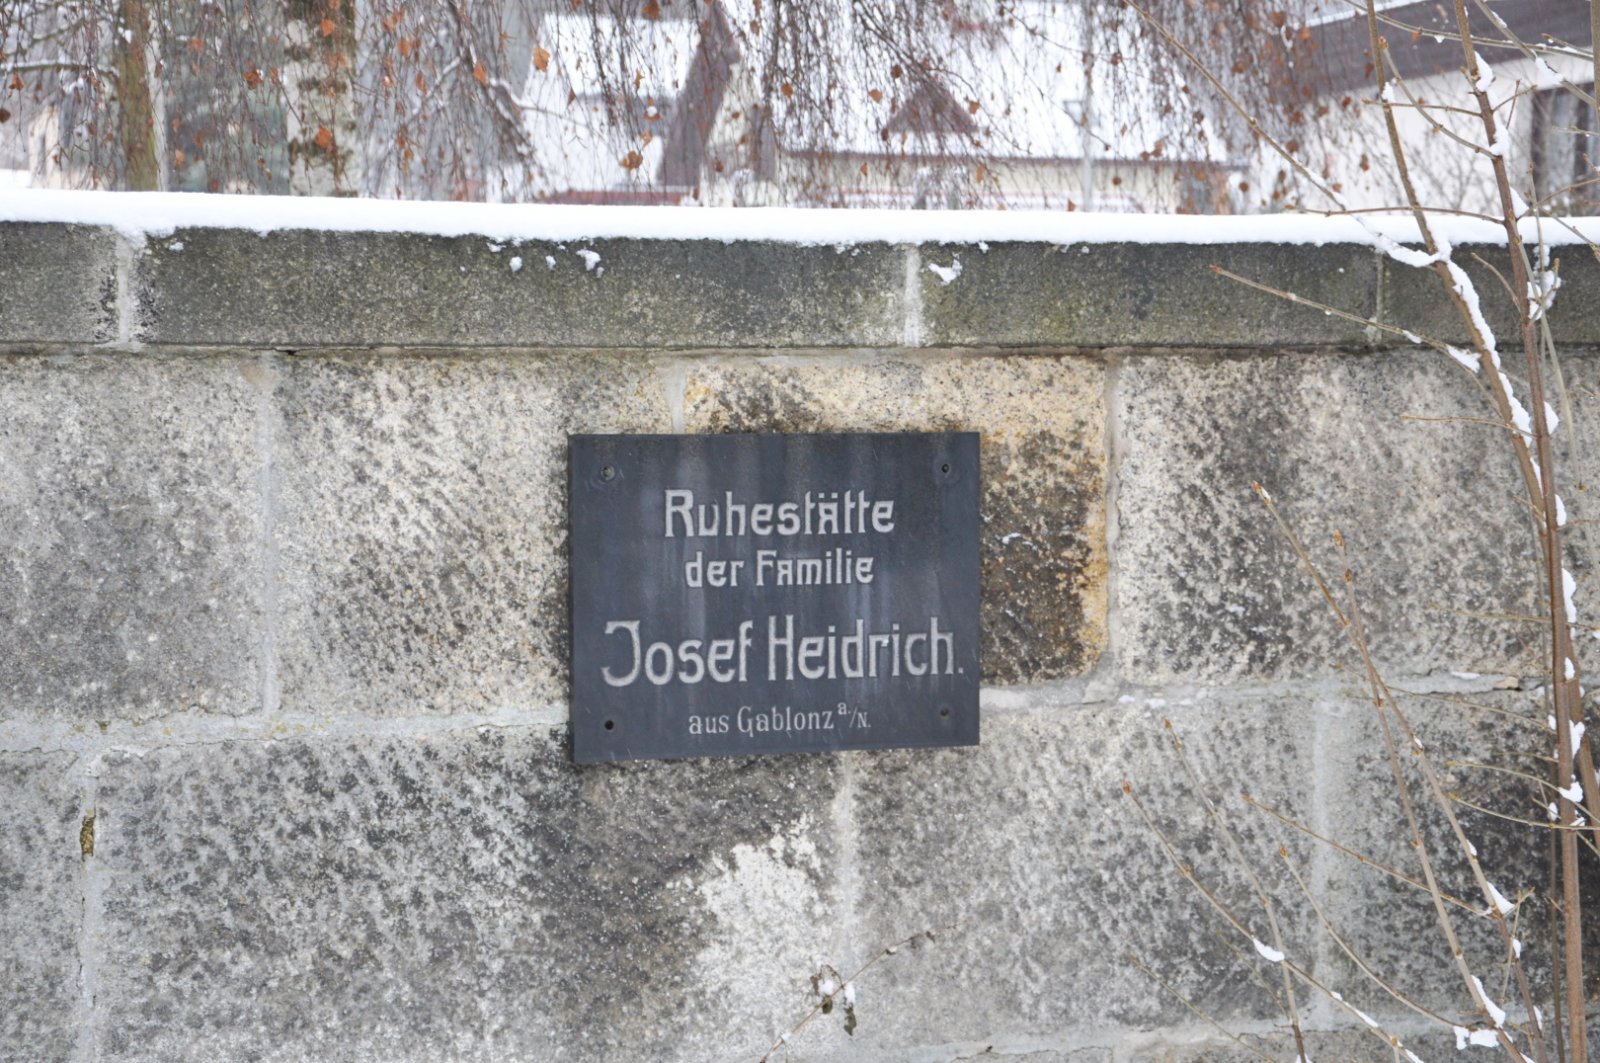 Ruhestätte
der Familie
Josef Heidrich.
aus Gablonz a./N.